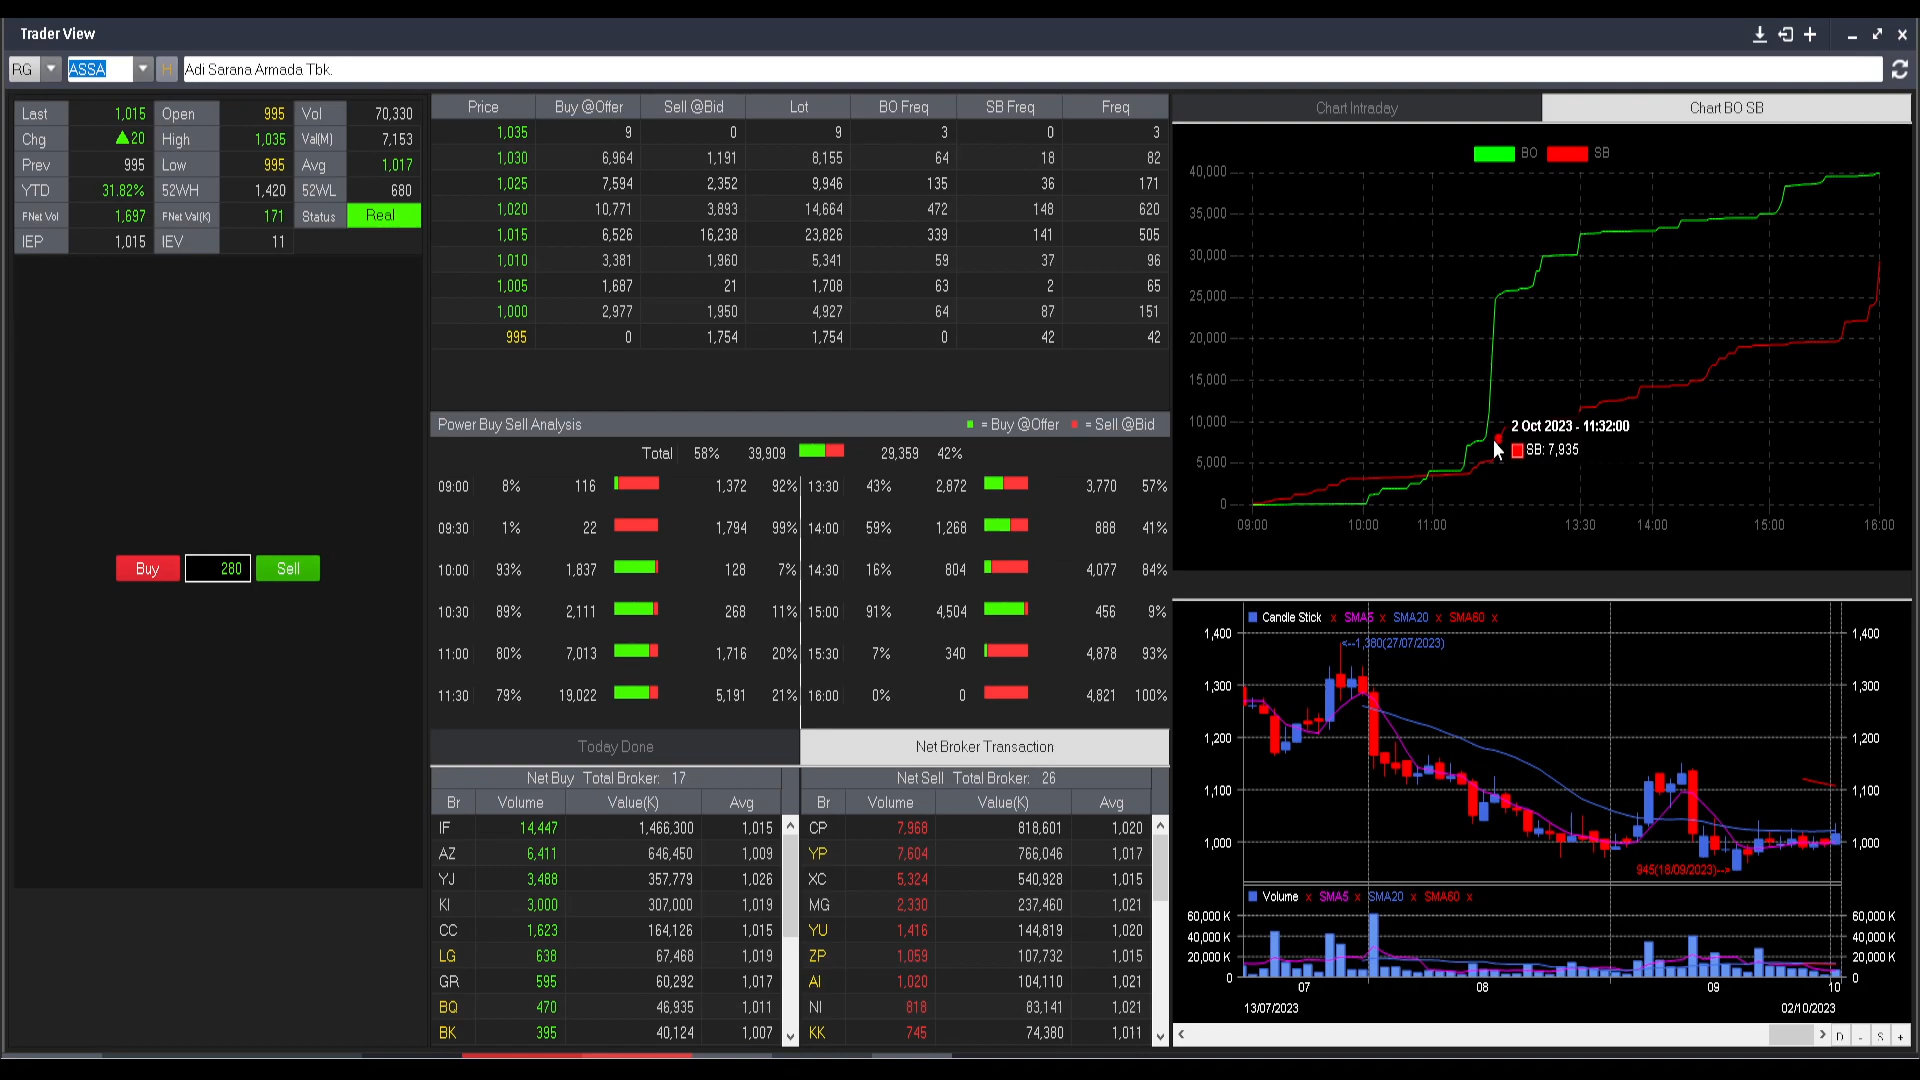 Trader View
RG ASSA H Adi Sarana Armada Tbk.
Last 1,015 Open 995 Vol 70,330
Chg ▲20 High 1,035 Val(M) 7,153
Prev 995 Low 995 Avg 1,017
YTD 31.82% 52WH 1,420 52WL 680
FNet Vol 1,697 FNet Val(K) 171 Status Real
IEP 1,015 IEV 11
Buy 280 Sell
Price Buy @Offer Sell @Bid Lot BO Freq SB Freq Freq
1,035 9 0 9 3 0 3
1,030 6,964 1,191 8,155 64 18 82
1,025 7,594 2,352 9,946 135 36 171
1,020 10,771 3,893 14,664 472 148 620
1,015 6,526 16,238 23,826 339 141 505
1,010 3,381 1,960 5,341 59 37 96
1,005 1,687 21 1,708 63 2 65
1,000 2,977 1,950 4,927 64 87 151
995 0 1,754 1,754 0 42 42
Power Buy Sell Analysis = Buy @Offer = Sell @Bid
Total 58% 39,909 29,359 42%
09:00 8% 116 1,372 92% 13:30 43% 2,872 3,770 57%
09:30 1% 22 1,794 99% 14:00 59% 1,268 888 41%
10:00 93% 1,837 128 7% 14:30 16% 804 4,077 84%
10:30 89% 2,111 268 11% 15:00 91% 4,504 456 9%
11:00 80% 7,013 1,716 20% 15:30 7% 340 4,878 93%
11:30 79% 19,022 5,191 21% 16:00 0% 0 4,821 100%
Today Done Net Broker Transaction
Net Buy Total Broker: 17 Net Sell Total Broker: 26
Br Volume Value(K) Avg Br Volume Value(K) Avg
IF 14,447 1,466,300 1,015 CP 7,968 818,601 1,020
AZ 6,411 646,450 1,009 YP 7,604 766,046 1,017
YJ 3,488 357,779 1,026 XC 5,324 540,928 1,015
KI 3,000 307,000 1,019 MG 2,330 237,460 1,021
CC 1,623 164,126 1,015 YU 1,416 144,819 1,020
LG 638 67,468 1,019 ZP 1,059 107,732 1,015
GR 595 60,292 1,017 AI 1,020 104,110 1,021
BQ 470 46,935 1,011 NI 818 83,141 1,021
BK 395 40,124 1,007 KK 745 74,380 1,011
Chart Intraday Chart BO SB
BO SB
40,000
35,000
30,000
25,000
20,000
15,000
10,000
5,000
0
2 Oct 2023 - 11:32:00
SB: 7,935
09:00 10:00 11:00 13:30 14:00 15:00 16:00
Candle Stick x SMA5 x SMA20 x SMA60 x
1,400 1,400
<--1,380(27/07/2023)
1,300 1,300
1,200 1,200
1,100 1,100
1,000 1,000
945(18/09/2023)-->
Volume x SMA5 x SMA20 x SMA60 x
60,000 K 60,000 K
40,000 K 40,000 K
20,000 K 20,000 K
0 0
07 08 09 10
13/07/2023 02/10/2023
D - S +